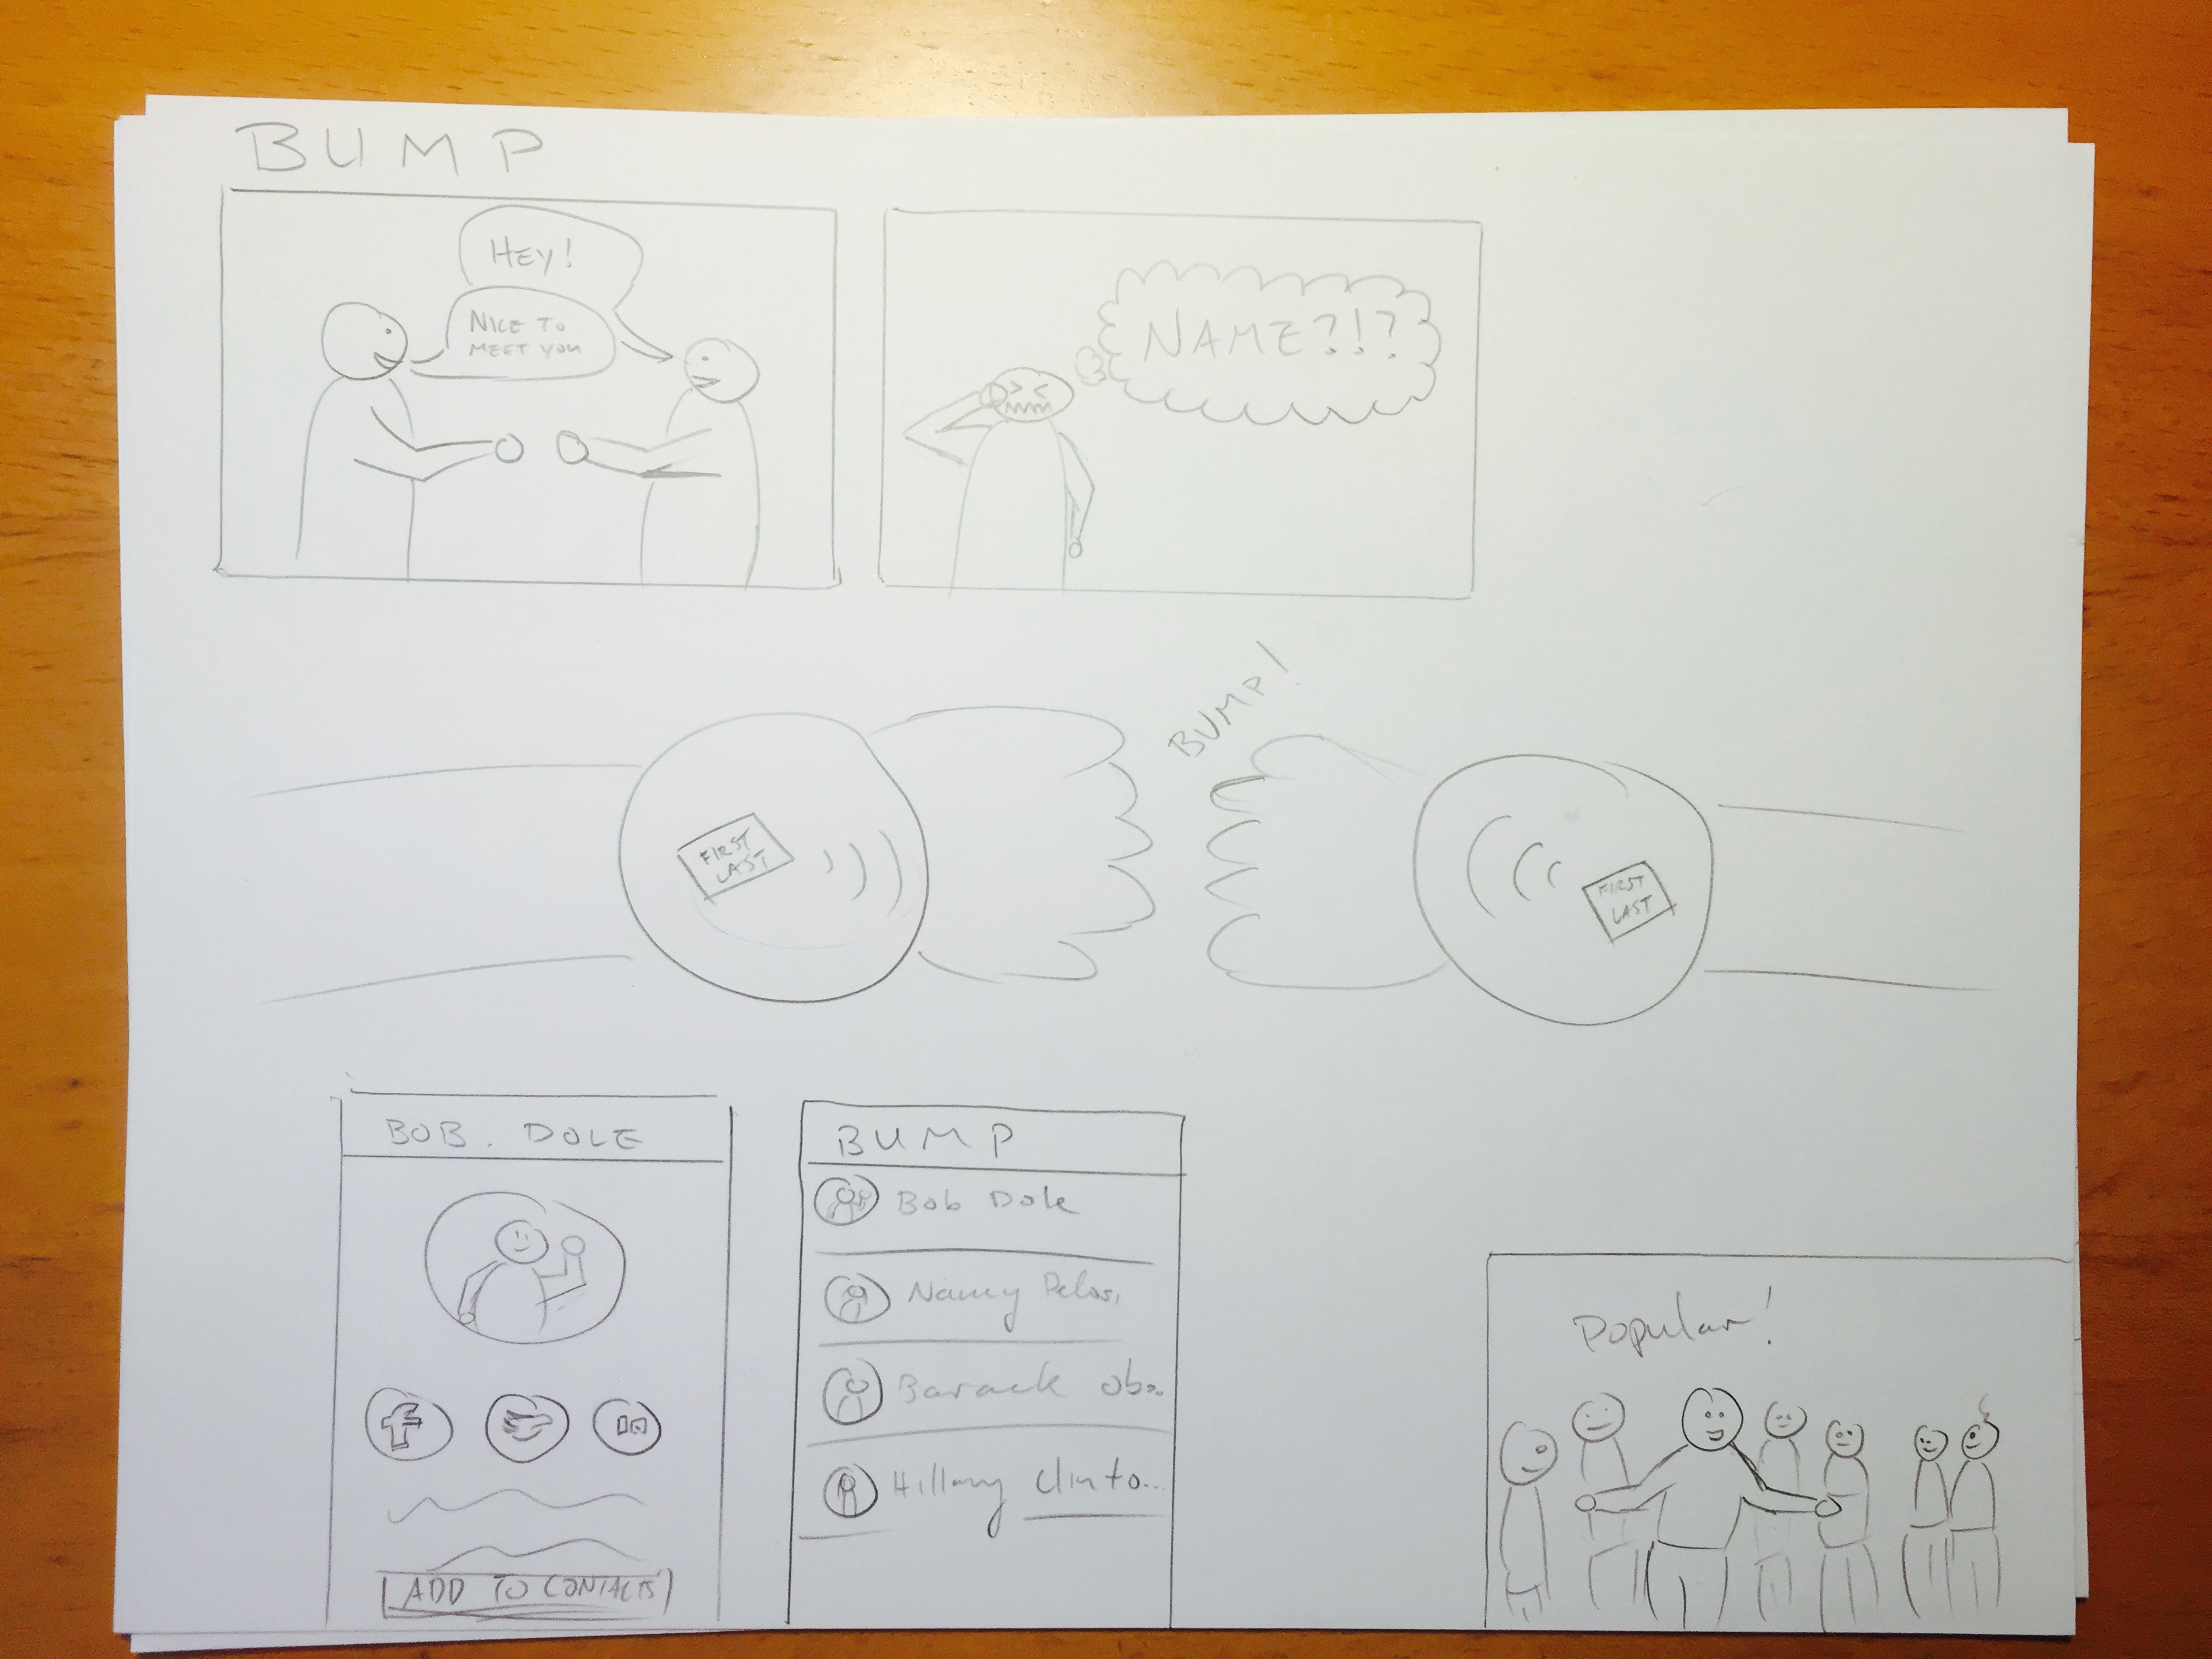 BUMP
HEY!
NICE TO
MEET YOU
NAME?!?
BUMP!
FIRST
LAST
FIRST
LAST
BOB. DOLE
f
in
ADD TO CONTACTS
BUMP
Bob Dole
Nancy Pelosi
Barack Oba..
Hillary Clinto...
Popular!